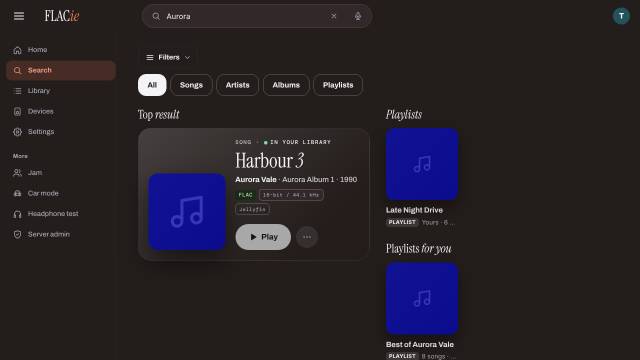 FLACie
Aurora
T
Home
Search
Library
Devices
Settings
More
Jam
Car mode
Headphone test
Server admin
Filters
All
Songs
Artists
Albums
Playlists
Top result
SONG · IN YOUR LIBRARY
Harbour 3
Aurora Vale · Aurora Album 1 · 1990
FLAC 16-bit / 44.1 kHz
Jellyfin
Play
Playlists
Late Night Drive
PLAYLIST Yours · 6 ...
Playlists for you
Best of Aurora Vale
PLAYLIST 8 songs · ...